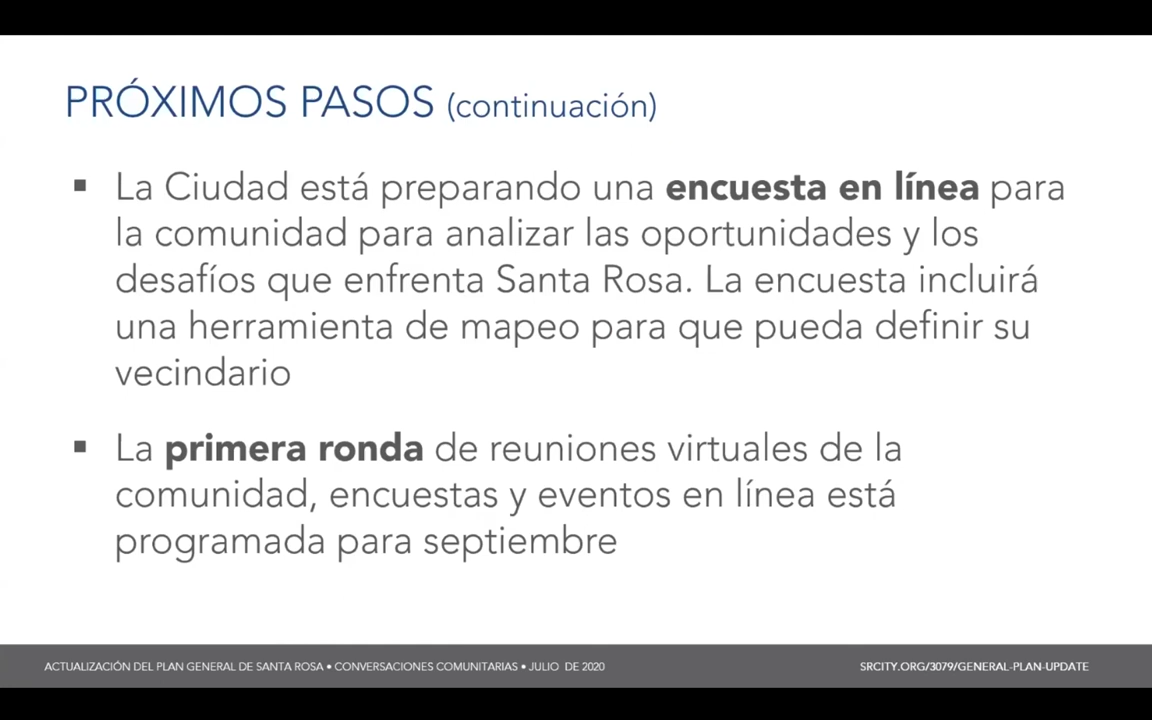 PRÓXIMOS PASOS (continuación)
▪ La Ciudad está preparando una encuesta en línea para
la comunidad para analizar las oportunidades y los
desafíos que enfrenta Santa Rosa. La encuesta incluirá
una herramienta de mapeo para que pueda definir su
vecindario
▪ La primera ronda de reuniones virtuales de la
comunidad, encuestas y eventos en línea está
programada para septiembre
ACTUALIZACIÓN DEL PLAN GENERAL DE SANTA ROSA • CONVERSACIONES COMUNITARIAS • JULIO DE 2020
SRCITY.ORG/3079/GENERAL-PLAN-UPDATE